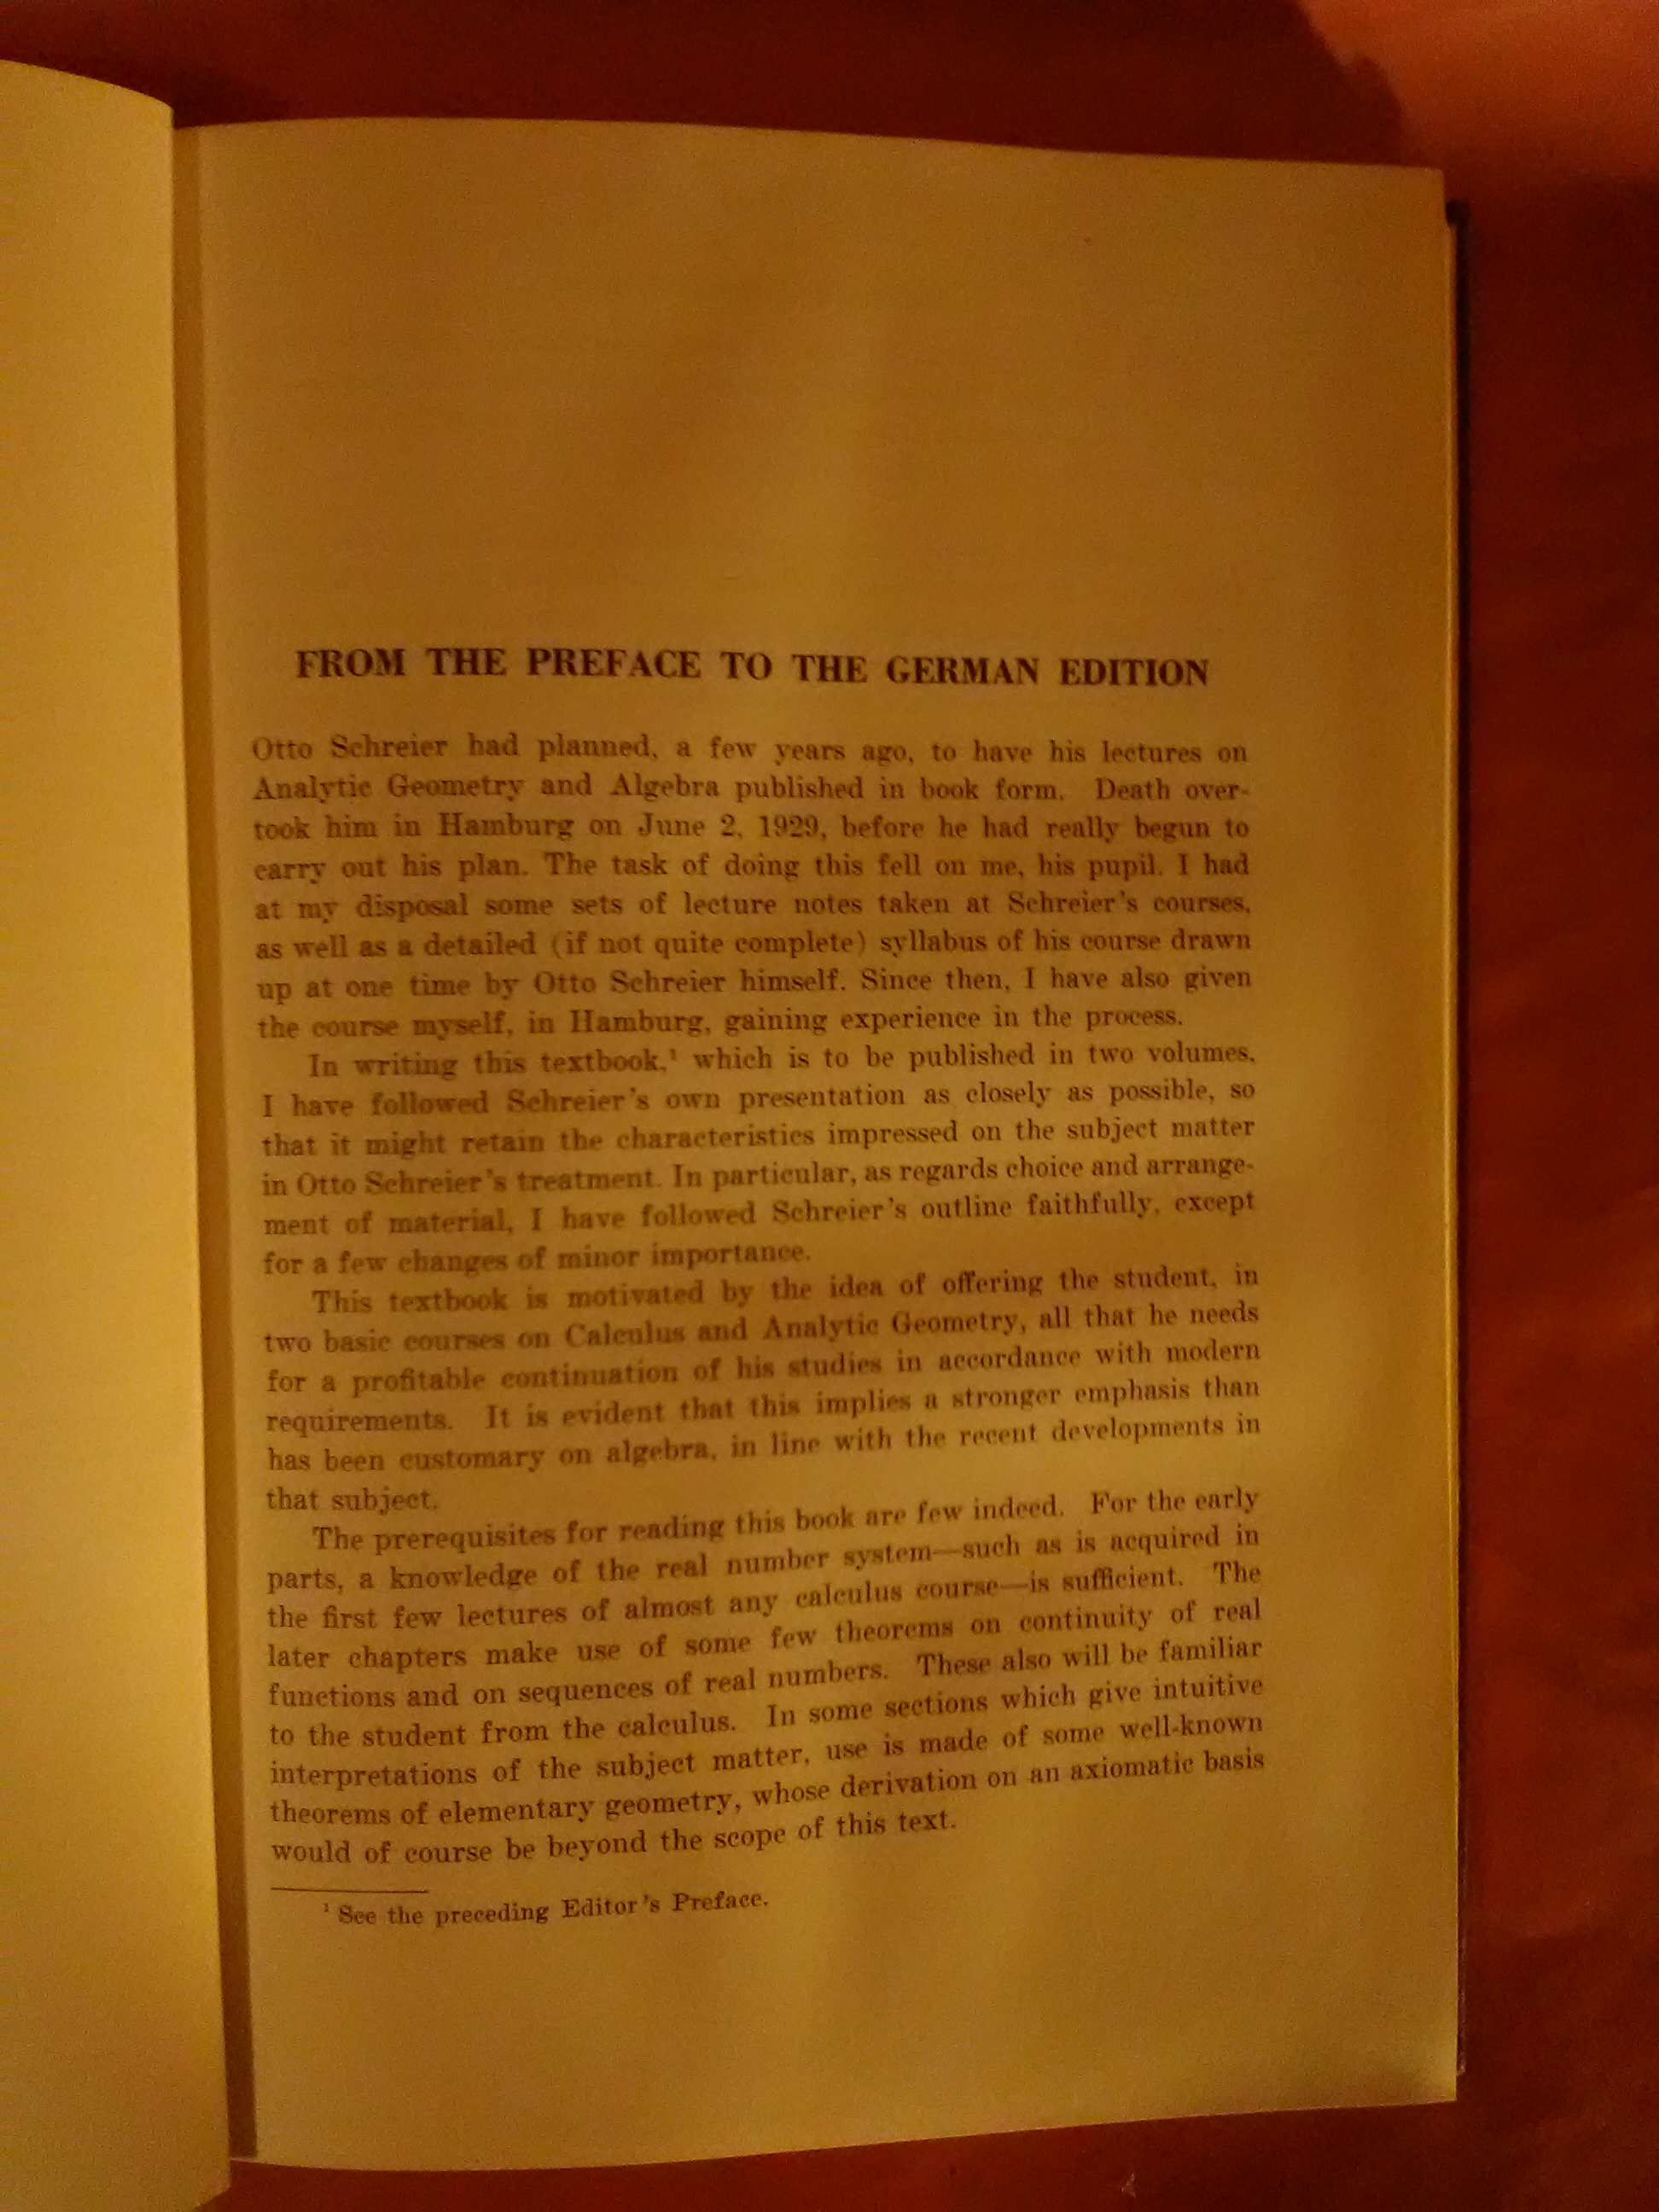 FROM THE PREFACE TO THE GERMAN EDITION
Otto Schreier had planned, a few years ago, to have his lectures on
Analytic Geometry and Algebra published in book form. Death over-
took him in Hamburg on June 2, 1929, before he had really begun to
carry out his plan. The task of doing this fell on me, his pupil. I had
at my disposal some sets of lecture notes taken at Schreier's courses,
as well as a detailed (if not quite complete) syllabus of his course drawn
up at one time by Otto Schreier himself. Since then, I have also given
the course myself, in Hamburg, gaining experience in the process.
In writing this textbook,¹ which is to be published in two volumes,
I have followed Schreier's own presentation as closely as possible, so
that it might retain the characteristics impressed on the subject matter
in Otto Schreier's treatment. In particular, as regards choice and arrange-
ment of material, I have followed Schreier's outline faithfully, except
for a few changes of minor importance.
This textbook is motivated by the idea of offering the student, in
two basic courses on Calculus and Analytic Geometry, all that he needs
for a profitable continuation of his studies in accordance with modern
requirements. It is evident that this implies a stronger emphasis than
has been customary on algebra, in line with the recent developments in
that subject.
The prerequisites for reading this book are few indeed. For the early
parts, a knowledge of the real number system—such as is acquired in
the first few lectures of almost any calculus course—is sufficient. The
later chapters make use of some few theorems on continuity of real
functions and on sequences of real numbers. These also will be familiar
to the student from the calculus. In some sections which give intuitive
interpretations of the subject matter, use is made of some well-known
theorems of elementary geometry, whose derivation on an axiomatic basis
would of course be beyond the scope of this text.
¹ See the preceding Editor's Preface.